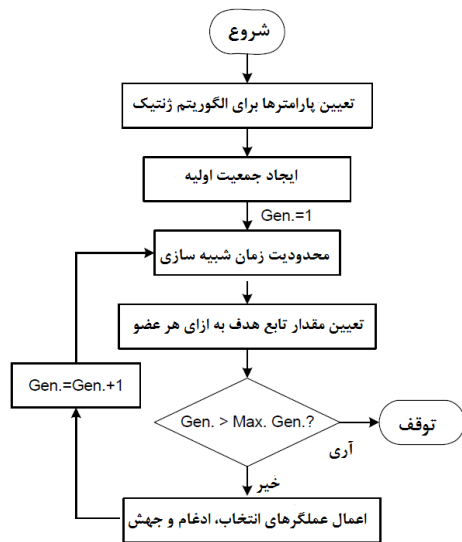 شروع
تعیین پارامترها برای الگوریتم ژنتیک
ایجاد جمعیت اولیه
Gen.=1
محدودیت زمان شبیه سازی
تعیین مقدار تابع هدف به ازای هر عضو
Gen.=Gen.+1
Gen. > Max. Gen.?
توقف
آری
خیر
اعمال عملگرهای انتخاب، ادغام و جهش